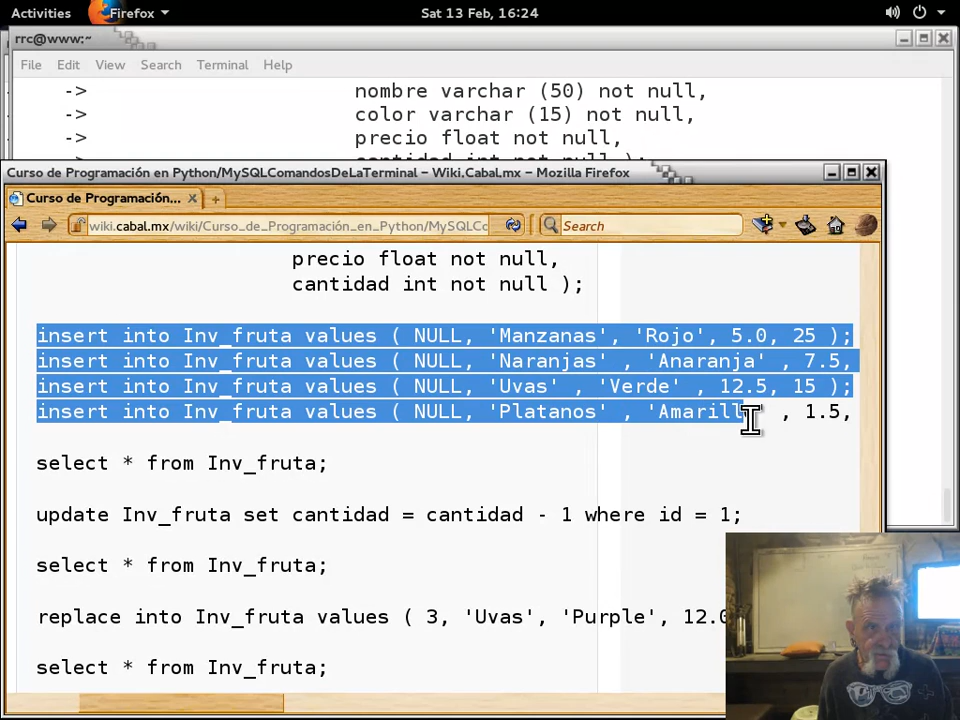 Activities Firefox Sat 13 Feb, 16:24
rrc@www:~
File Edit View Search Terminal Help
-> nombre varchar (50) not null,
-> color varchar (15) not null,
-> precio float not null,
-> cantidad int not null );
Curso de Programación en Python/MySQLComandosDeLaTerminal - Wiki,Cabal.mx - Mozilla Firefox
Curso de Programación...
wiki.cabal.mx/wiki/Curso_de_Programación_en_Python/MySQLCo Search
precio float not null,
cantidad int not null );
insert into Inv_fruta values ( NULL, 'Manzanas', 'Rojo', 5.0, 25 );
insert into Inv_fruta values ( NULL, 'Naranjas' , 'Anaranja' , 7.5,
insert into Inv_fruta values ( NULL, 'Uvas' , 'Verde' , 12.5, 15 );
insert into Inv_fruta values ( NULL, 'Platanos' , 'Amarill ' , 1.5,
select * from Inv_fruta;
update Inv_fruta set cantidad = cantidad - 1 where id = 1;
select * from Inv_fruta;
replace into Inv_fruta values ( 3, 'Uvas', 'Purple', 12.0
select * from Inv_fruta;